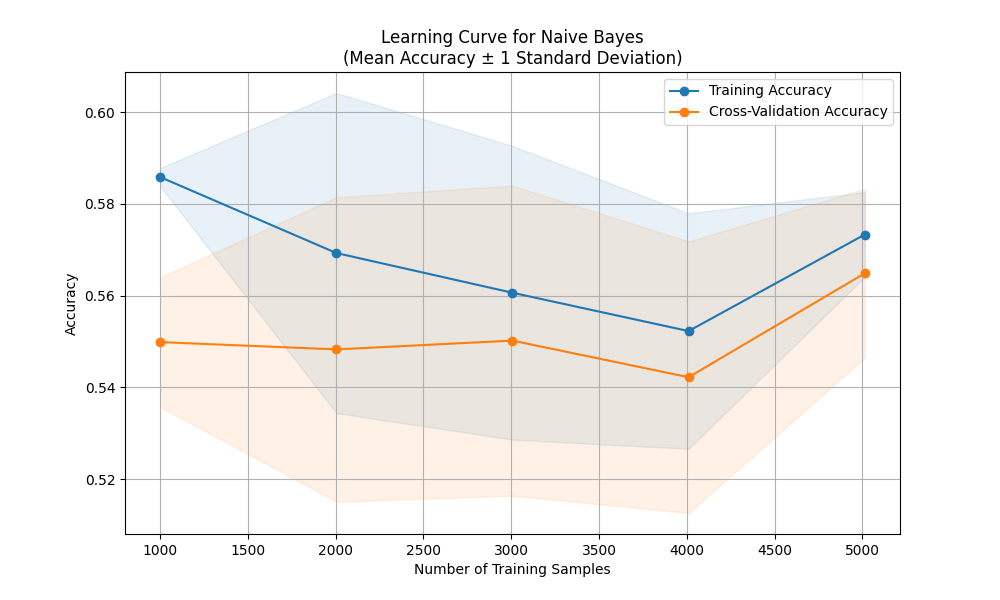 Learning Curve for Naive Bayes
(Mean Accuracy ± 1 Standard Deviation)
Training Accuracy
Cross-Validation Accuracy
Accuracy
0.60
0.58
0.56
0.54
0.52
1000 1500 2000 2500 3000 3500 4000 4500 5000
Number of Training Samples